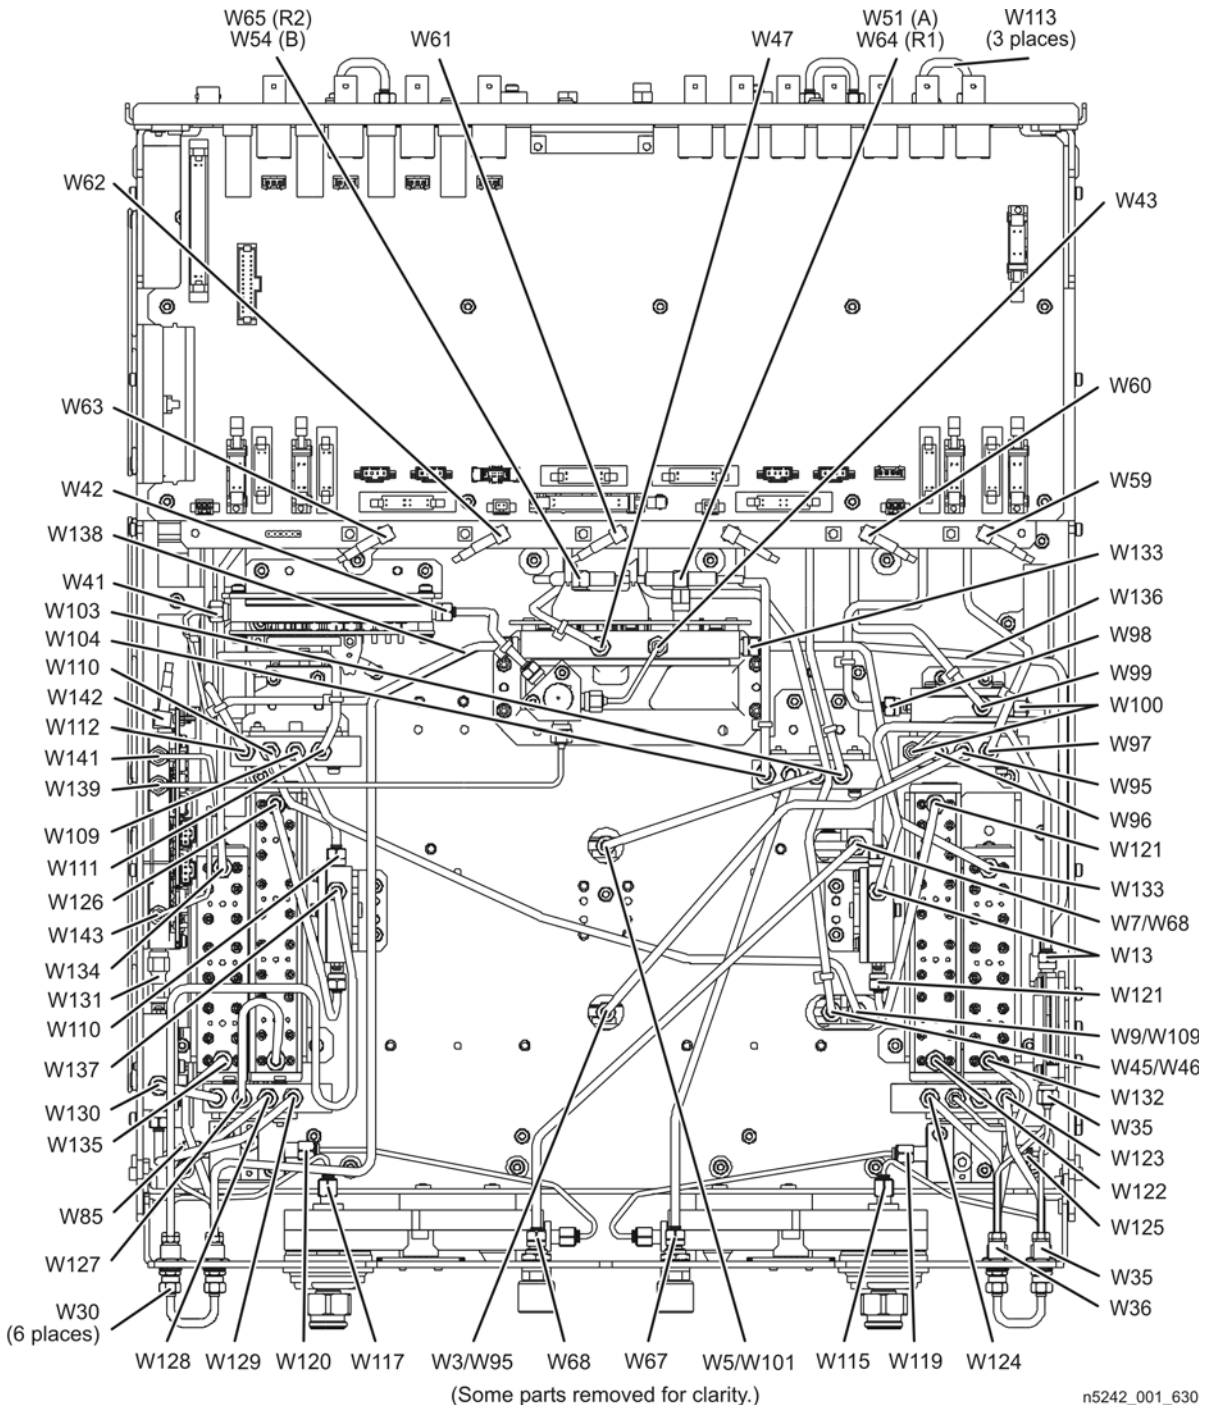 W65 (R2)
W54 (B)
W61
W47
W51 (A)
W64 (R1)
W113
(3 places)
W62
W43
W63
W60
W42
W59
W138
W133
W41
W136
W103
W98
W104
W99
W110
W100
W142
W97
W112
W95
W141
W96
W139
W121
W109
W133
W111
W7/W68
W126
W13
W143
W121
W134
W9/W109
W131
W45/W46
W110
W132
W137
W35
W130
W123
W135
W122
W85
W125
W127
W35
W30
(6 places)
W36
W128
W129
W120
W117
W3/W95
W68
W67
W5/W101
W115
W119
W124
(Some parts removed for clarity.)
n5242_001_630